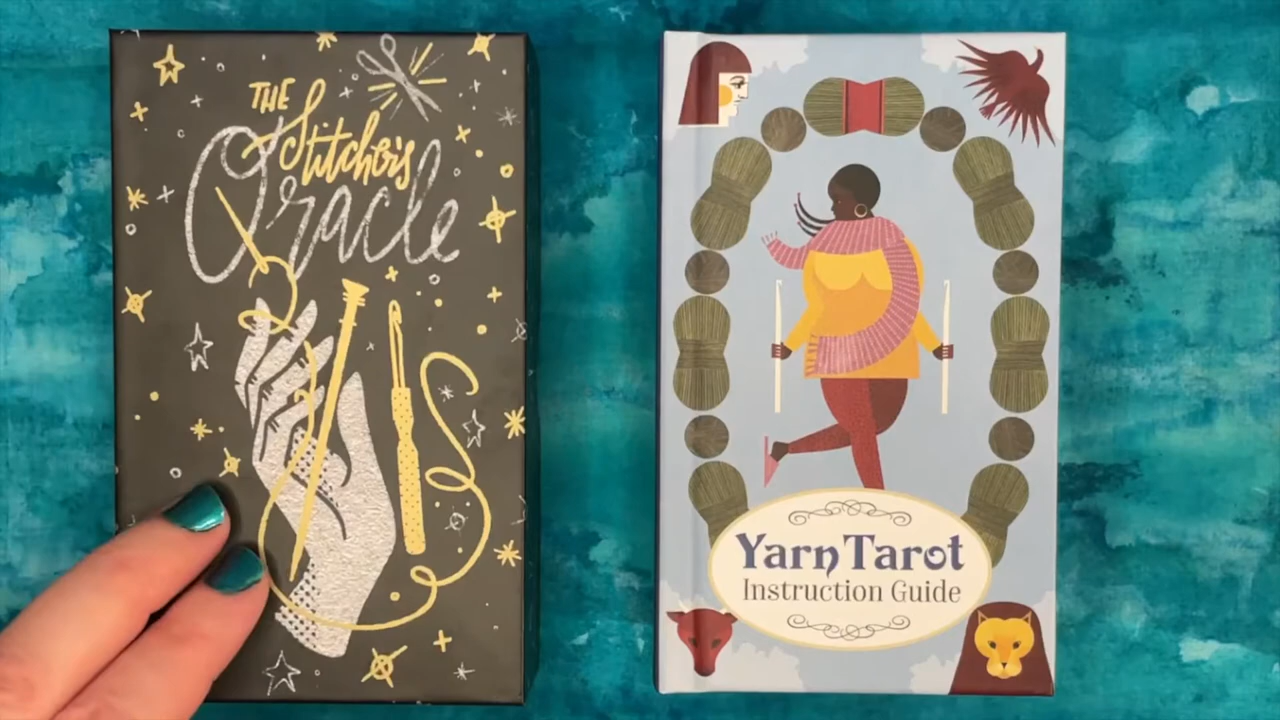 THE
Stitcher's
Oracle
Yarn Tarot
Instruction Guide